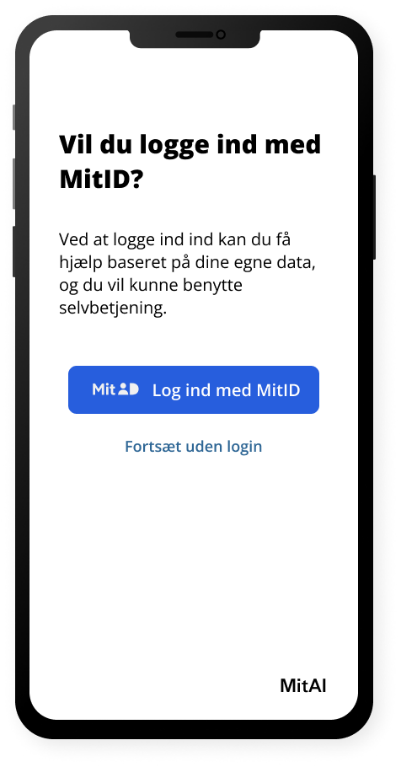 Vil du logge ind med
MitID?
Ved at logge ind ind kan du få
hjælp baseret på dine egne data,
og du vil kunne benytte
selvbetjening.
Mit Log ind med MitID
Fortsæt uden login
MitAI